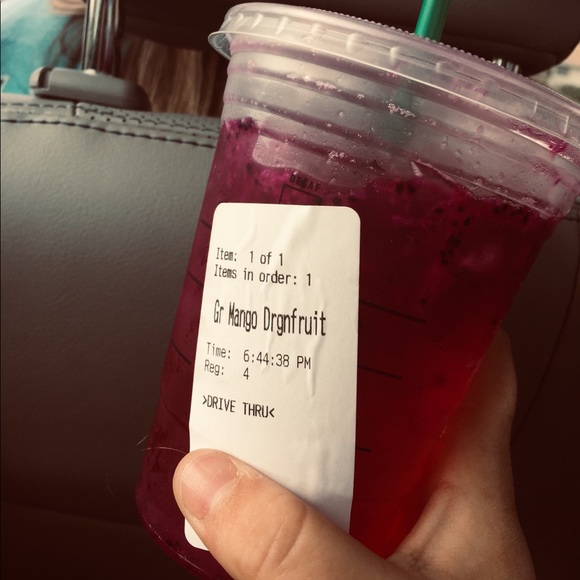 DECAF
Item: 1 of 1
Items in order: 1
Gr Mango Drgnfruit
Time: 6:44:38 PM
Reg: 4
>DRIVE THRU<